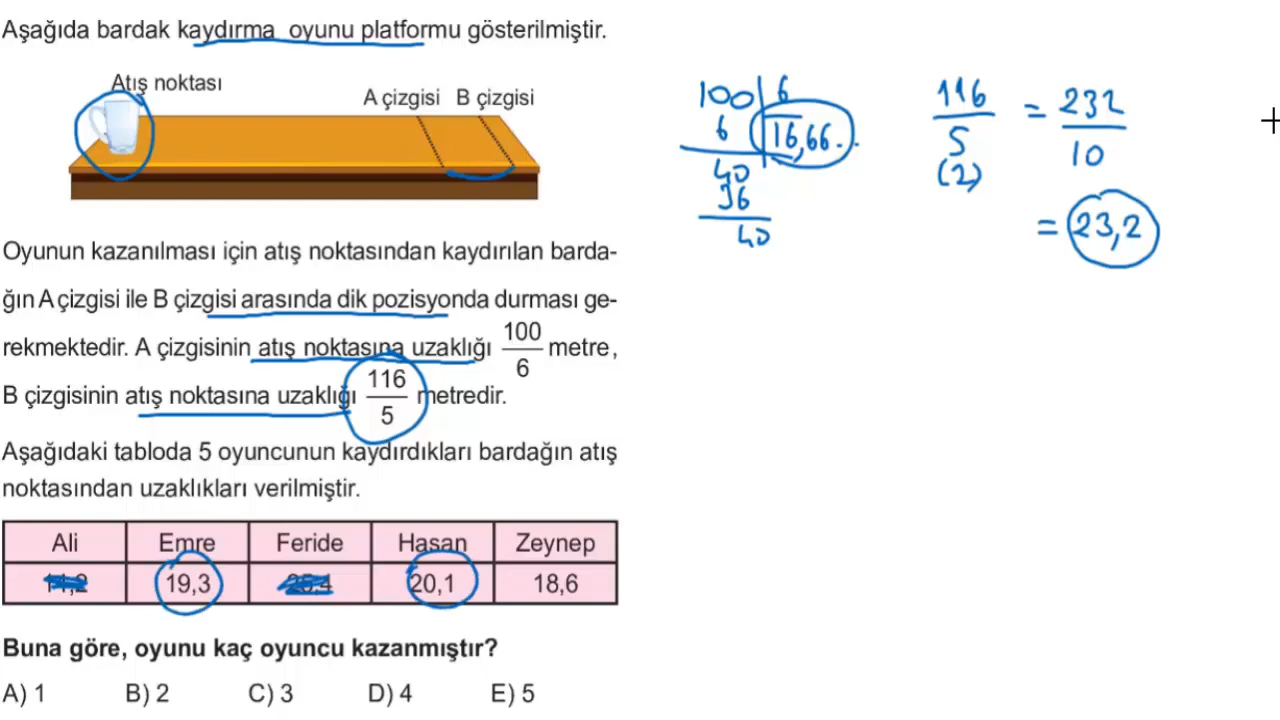 Aşağıda bardak kaydırma oyunu platformu gösterilmiştir.
Atış noktası
A çizgisi B çizgisi
Oyunun kazanılması için atış noktasından kaydırılan barda-
ğın A çizgisi ile B çizgisi arasında dik pozisyonda durması ge-
rekmektedir. A çizgisinin atış noktasına uzaklığı 100/6 metre,
B çizgisinin atış noktasına uzaklığı 116/5 metredir.
Aşağıdaki tabloda 5 oyuncunun kaydırdıkları bardağın atış
noktasından uzaklıkları verilmiştir.
Ali Emre Feride Hasan Zeynep
19,3 20,1 18,6
Buna göre, oyunu kaç oyuncu kazanmıştır?
A) 1 B) 2 C) 3 D) 4 E) 5
100 6
6 16,66.
40
36
40
116/5 = 232/10
(2)
= 23,2